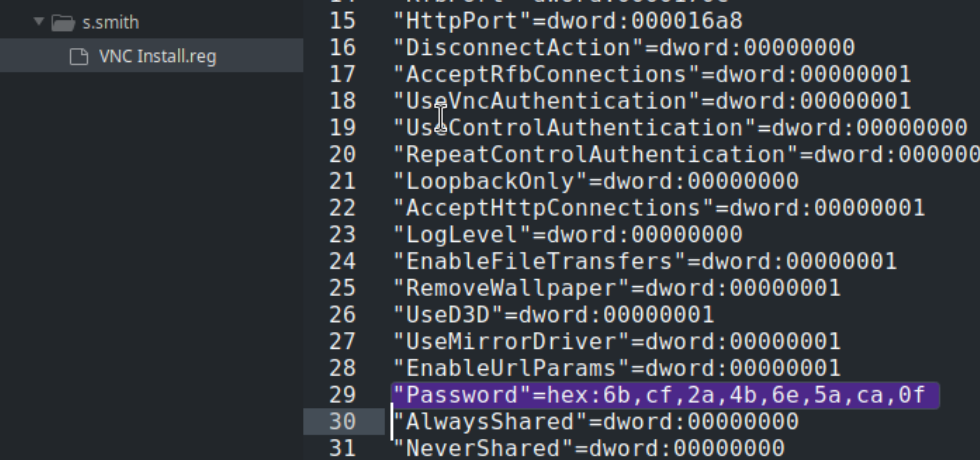 s.smith
VNC Install.reg
15 "HttpPort"=dword:000016a8
16 "DisconnectAction"=dword:00000000
17 "AcceptRfbConnections"=dword:00000001
18 "UseVncAuthentication"=dword:00000001
19 "UseControlAuthentication"=dword:00000000
20 "RepeatControlAuthentication"=dword:000000
21 "LoopbackOnly"=dword:00000000
22 "AcceptHttpConnections"=dword:00000001
23 "LogLevel"=dword:00000000
24 "EnableFileTransfers"=dword:00000001
25 "RemoveWallpaper"=dword:00000001
26 "UseD3D"=dword:00000001
27 "UseMirrorDriver"=dword:00000001
28 "EnableUrlParams"=dword:00000001
29 "Password"=hex:6b,cf,2a,4b,6e,5a,ca,0f
30 "AlwaysShared"=dword:00000000
31 "NeverShared"=dword:00000000